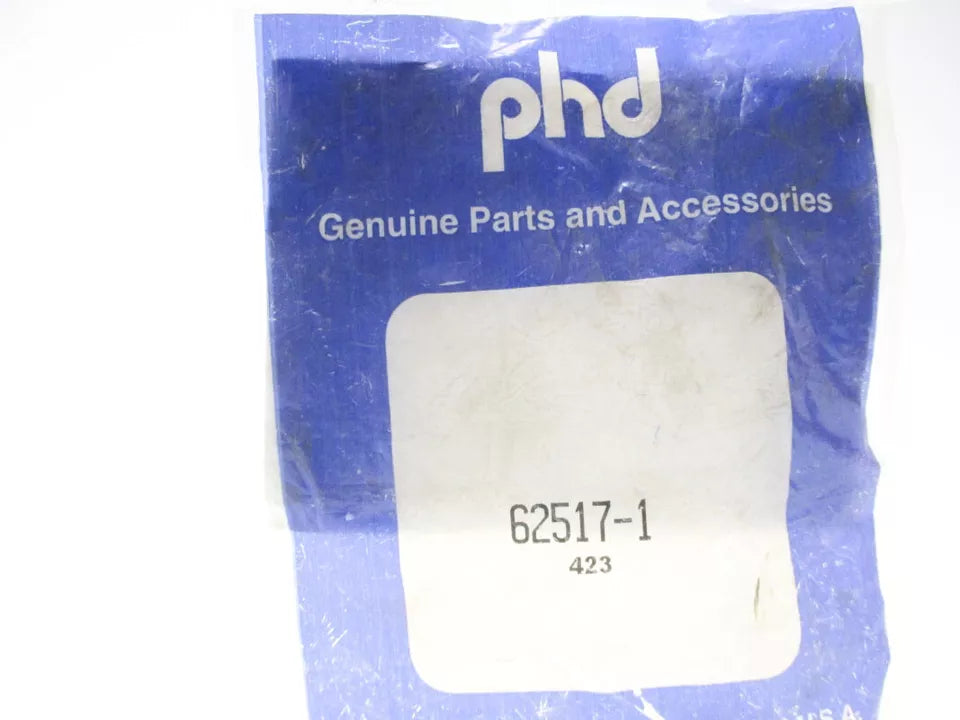 phd
Genuine Parts and Accessories
62517-1
423